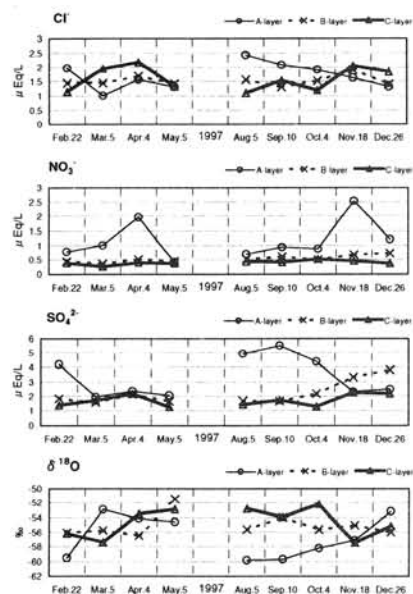 Cl⁻
A-layer B-layer C-layer
μ Eq/L
3
2.5
2
1.5
1
0.5
0
Feb.22 Mar.5 Apr.4 May.5 1997 Aug.5 Sep.10 Oct.4 Nov.18 Dec.26
NO₃⁻
A-layer B-layer C-layer
μ Eq/L
3
2.5
2
1.5
1
0.5
0
Feb.22 Mar.5 Apr.4 May.5 1997 Aug.5 Sep.10 Oct.4 Nov.18 Dec.26
SO₄²⁻
A-layer B-layer C-layer
μ Eq/L
6
5
4
3
2
1
0
Feb.22 Mar.5 Apr.4 May.5 1997 Aug.5 Sep.10 Oct.4 Nov.18 Dec.26
δ ¹⁸O
A-layer B-layer C-layer
‰
-50
-52
-54
-56
-58
-60
-62
Feb.22 Mar.5 Apr.4 May.5 1997 Aug.5 Sep.10 Oct.4 Nov.18 Dec.26